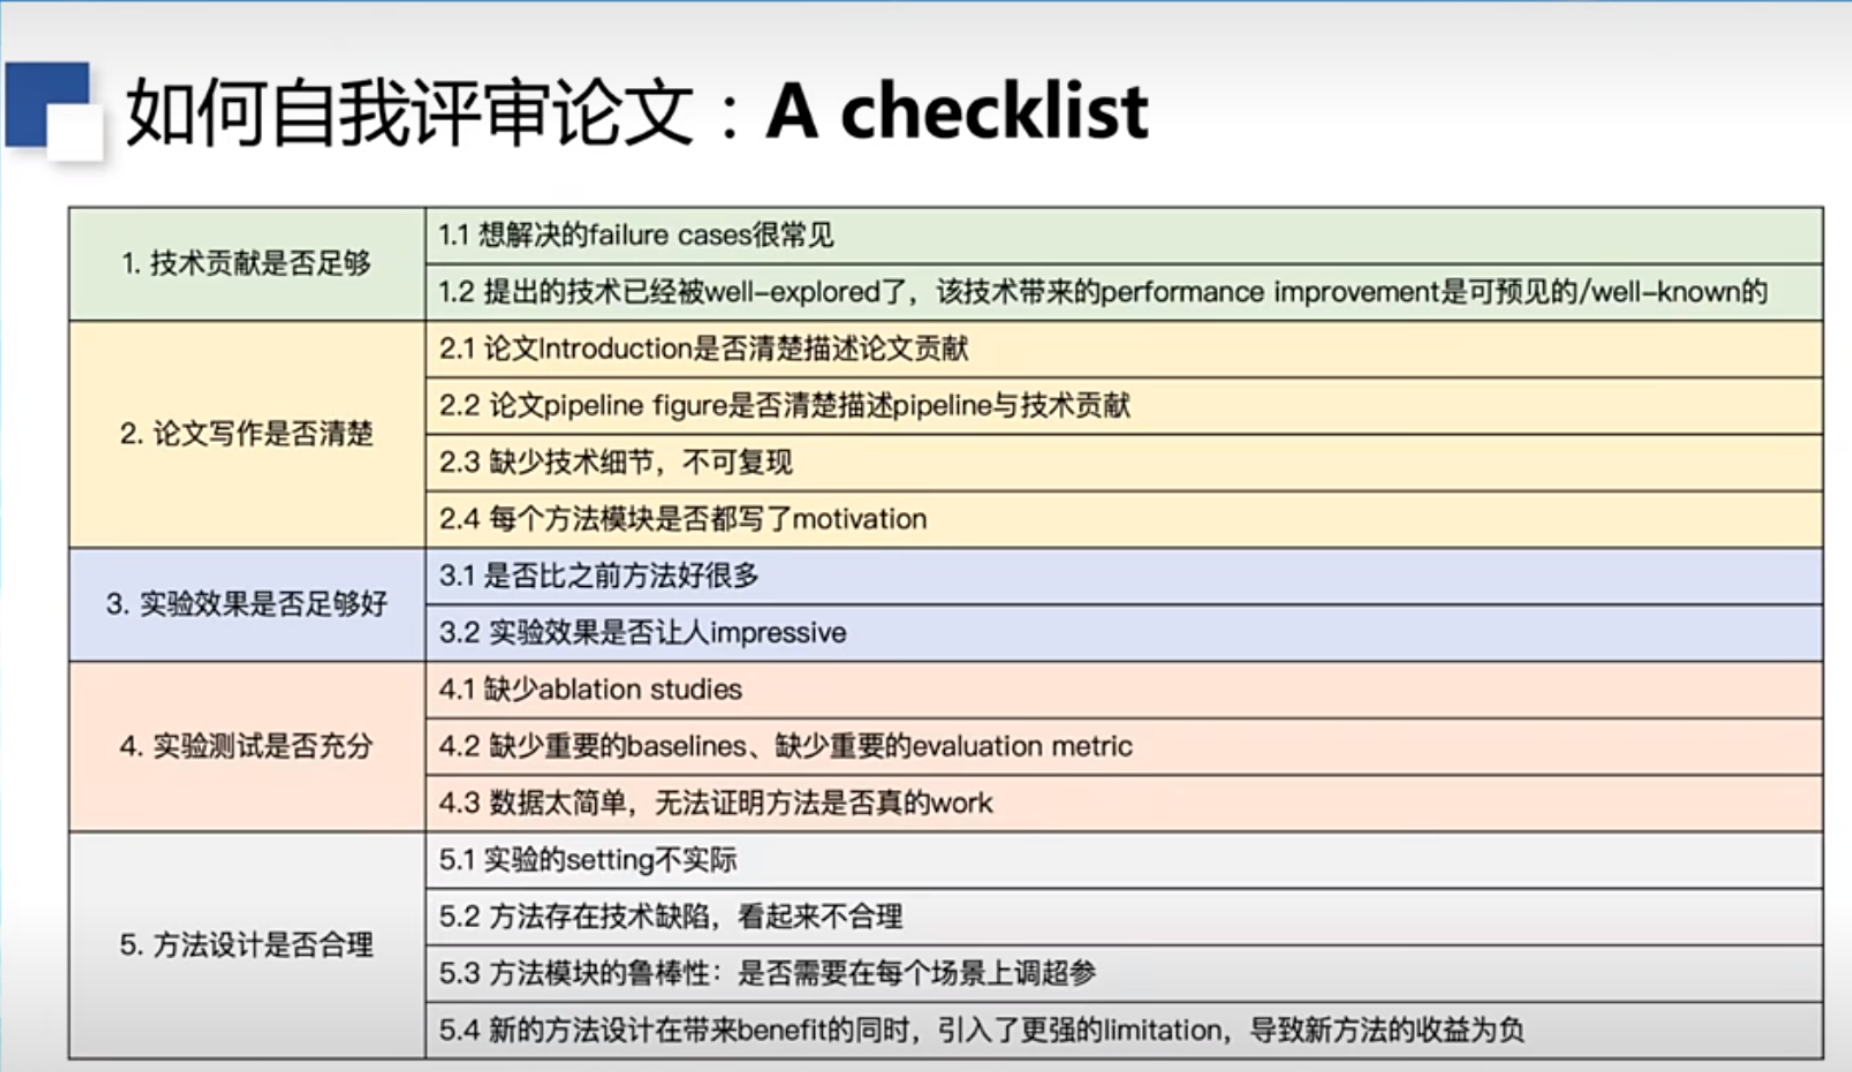 如何自我评审论文：A checklist
1. 技术贡献是否足够
1.1 想解决的failure cases很常见
1.2 提出的技术已经被well-explored了，该技术带来的performance improvement是可预见的/well-known的
2. 论文写作是否清楚
2.1 论文Introduction是否清楚描述论文贡献
2.2 论文pipeline figure是否清楚描述pipeline与技术贡献
2.3 缺少技术细节，不可复现
2.4 每个方法模块是否都写了motivation
3. 实验效果是否足够好
3.1 是否比之前方法好很多
3.2 实验效果是否让人impressive
4. 实验测试是否充分
4.1 缺少ablation studies
4.2 缺少重要的baselines、缺少重要的evaluation metric
4.3 数据太简单，无法证明方法是否真的work
5. 方法设计是否合理
5.1 实验的setting不实际
5.2 方法存在技术缺陷，看起来不合理
5.3 方法模块的鲁棒性：是否需要在每个场景上调超参
5.4 新的方法设计在带来benefit的同时，引入了更强的limitation，导致新方法的收益为负